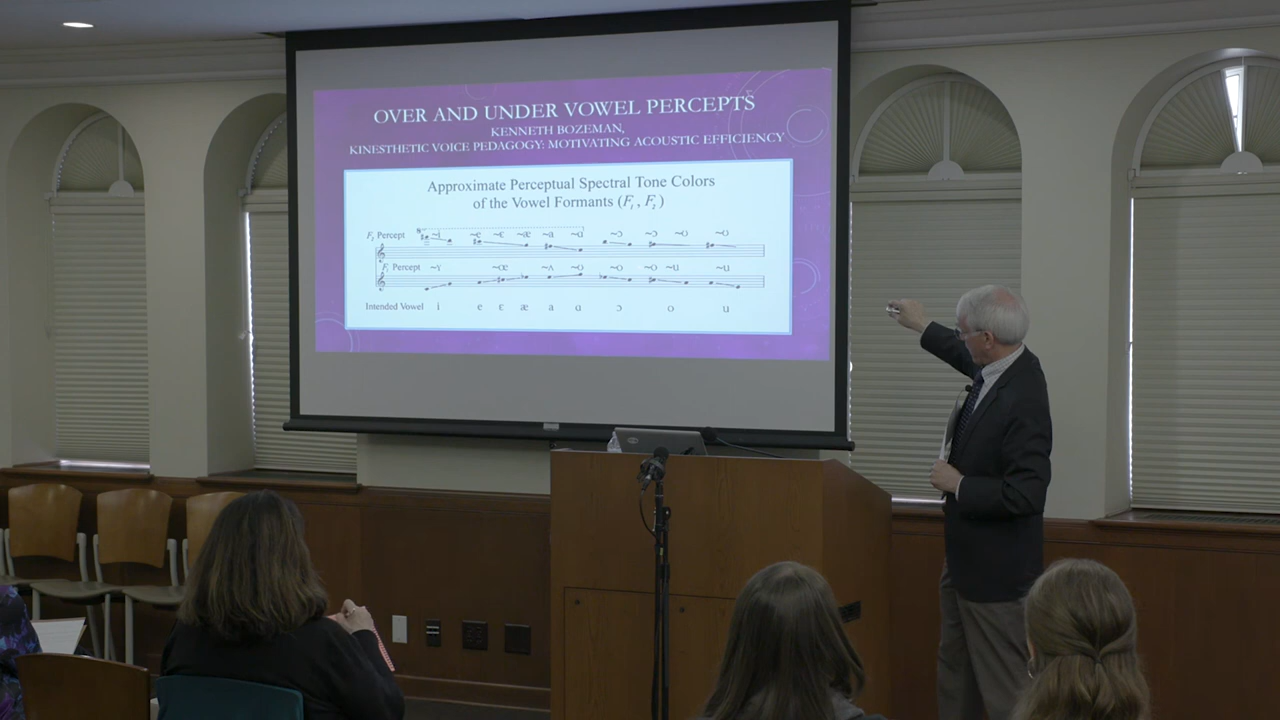 OVER AND UNDER VOWEL PERCEPTS
KENNETH BOZEMAN,
KINESTHETIC VOICE PEDAGOGY: MOTIVATING ACOUSTIC EFFICIENCY
Approximate Perceptual Spectral Tone Colors
of the Vowel Formants (F₁, F₂)
F₂ Percept ~i ~e ~ɛ ~æ ~a ~ɑ ~ɔ ~ɔ ~ʊ ~ʊ
F₁ Percept ~ʏ ~œ ~ʌ ~ʊ ~o ~o ~u ~u
Intended Vowel i e ɛ æ a ɑ ɔ o u